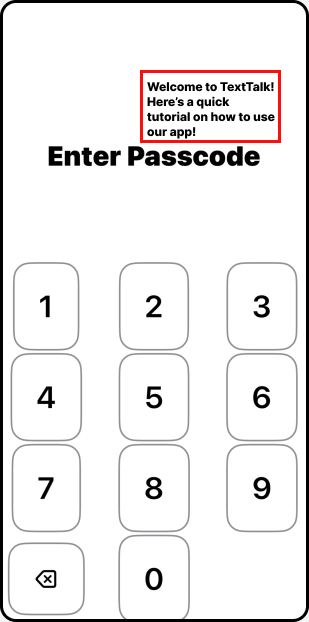 Welcome to TextTalk!
Here's a quick
tutorial on how to use
our app!
Enter Passcode
1 2 3
4 5 6
7 8 9
0